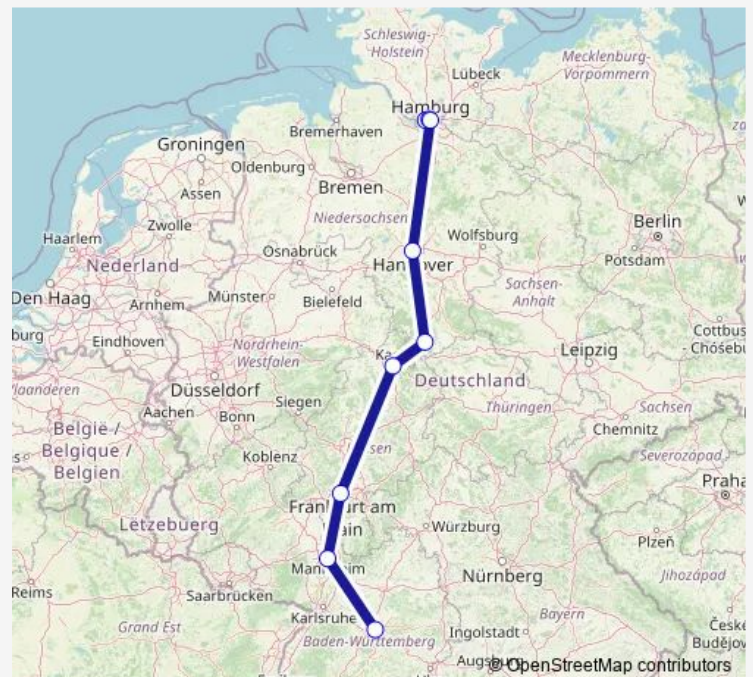 Schleswig-
Holstein
Mecklenburg-
Vorpommern
Lübeck
Hamburg
Bremerhaven
Groningen
Oldenburg
Bremen
Assen
Niedersachsen
Zwolle
Berlin
Haarlem
Wolfsburg
Osnabrück
Potsdam
Nederland
Sachsen-
Anhalt
Den Haag
Arnhem
Münster
Bielefeld
Cottbus
- Chóśebu
Eindhoven
Nordrhein-
Westfalen
Leipzig
Düsseldorf
Deutschland
Aachen
Siegen
Thüringen
Sachsen
Bonn
België /
Belgique /
Belgien
Chemnitz
Koblenz
Severozápad
Praha
Lëtzebuerg
Würzburg
Plzeň
Reims
Saarbrücken
Nürnberg
Jihozápad
Karlsruhe
Grand Est
Bayern
České
Budějov
Baden-Württemberg
Ingolstadt
© OpenStreetMap contributors